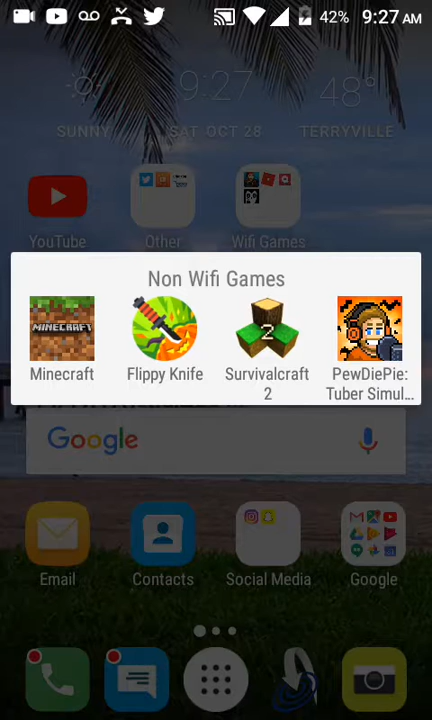 42% 9:27 AM
9:27 48°
SUNNY SAT OCT 28 TERRYVILLE
YouTube Other Wifi Games
Non Wifi Games
MINECRAFT 2
Minecraft Flippy Knife Survivalcraft 2 PewDiePie: Tuber Simul...
Google
Email Contacts Social Media Google